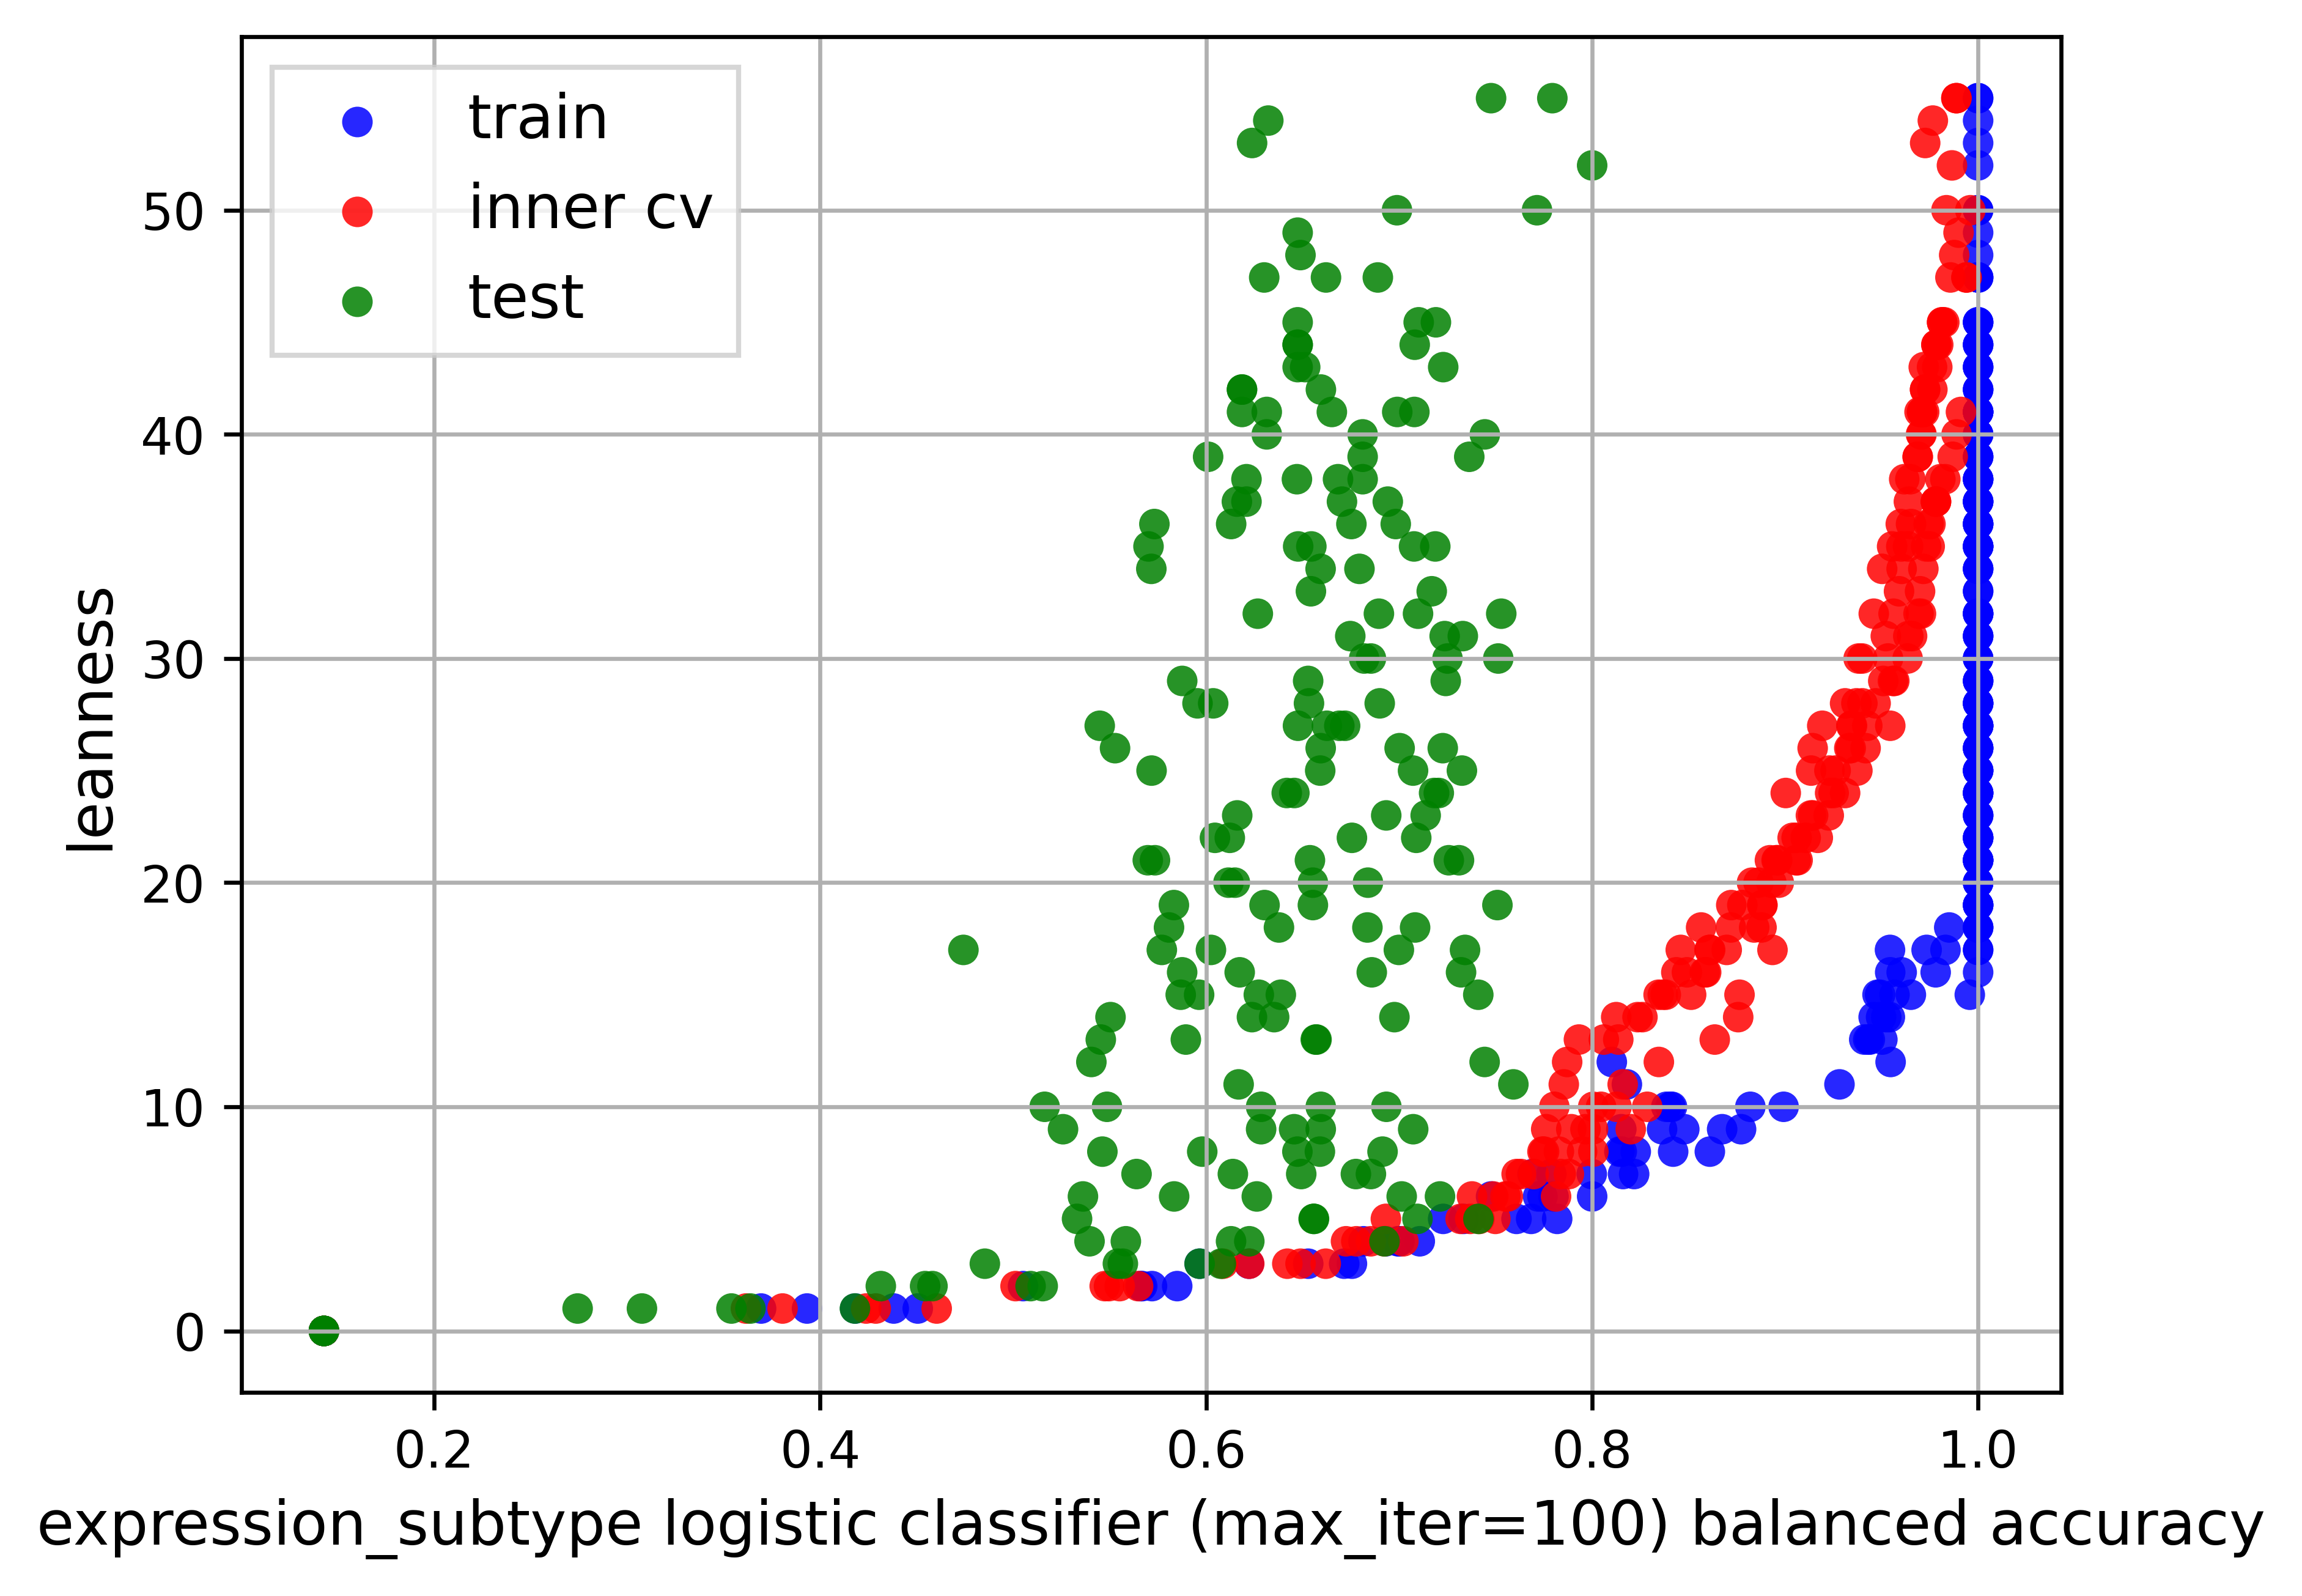 train
inner cv
test
leanness
50
40
30
20
10
0
0.2 0.4 0.6 0.8 1.0
expression_subtype logistic classifier (max_iter=100) balanced accuracy